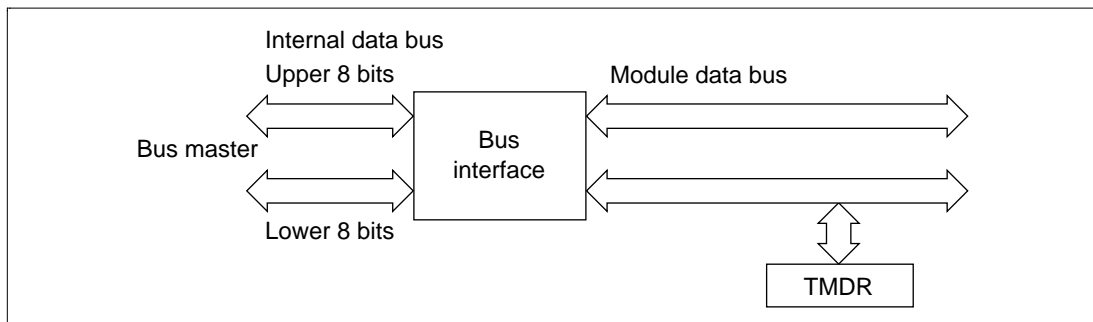 Internal data bus
Upper 8 bits
Module data bus
Bus master
Bus
interface
Lower 8 bits
TMDR